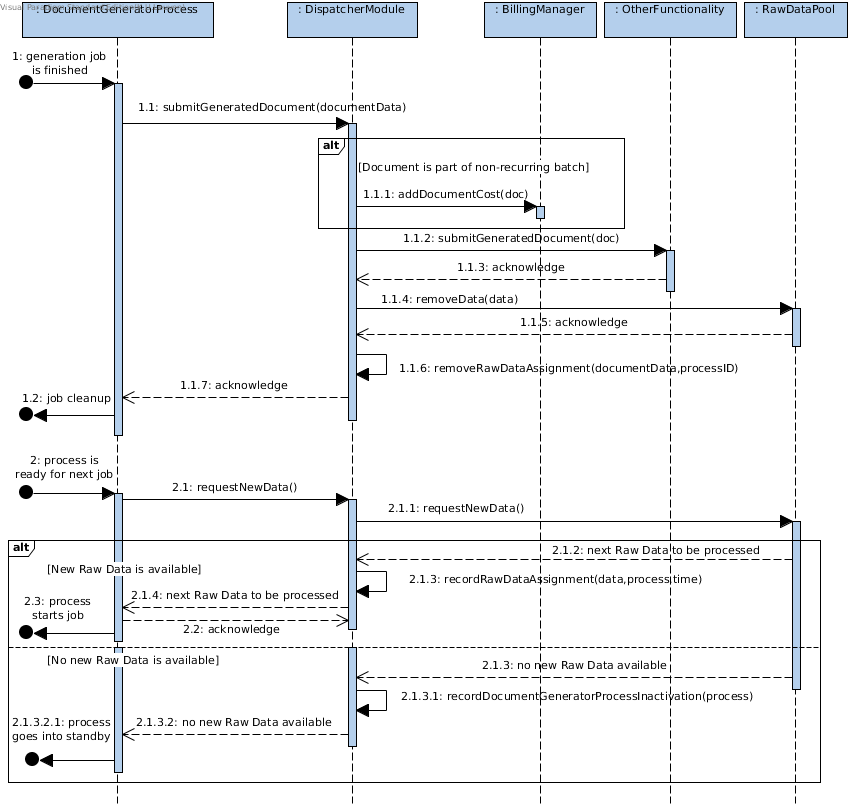 : DocumentGeneratorProcess
: DispatcherModule
: BillingManager
: OtherFunctionality
: RawDataPool
1: generation job
is finished
1.1: submitGeneratedDocument(documentData)
alt
[Document is part of non-recurring batch]
1.1.1: addDocumentCost(doc)
1.1.2: submitGeneratedDocument(doc)
1.1.3: acknowledge
1.1.4: removeData(data)
1.1.5: acknowledge
1.1.6: removeRawDataAssignment(documentData,processID)
1.1.7: acknowledge
1.2: job cleanup
2: process is
ready for next job
2.1: requestNewData()
2.1.1: requestNewData()
alt
2.1.2: next Raw Data to be processed
[New Raw Data is available]
2.1.3: recordRawDataAssignment(data,process,time)
2.1.4: next Raw Data to be processed
2.3: process
starts job
2.2: acknowledge
[No new Raw Data is available]
2.1.3: no new Raw Data available
2.1.3.1: recordDocumentGeneratorProcessInactivation(process)
2.1.3.2.1: process
goes into standby
2.1.3.2: no new Raw Data available